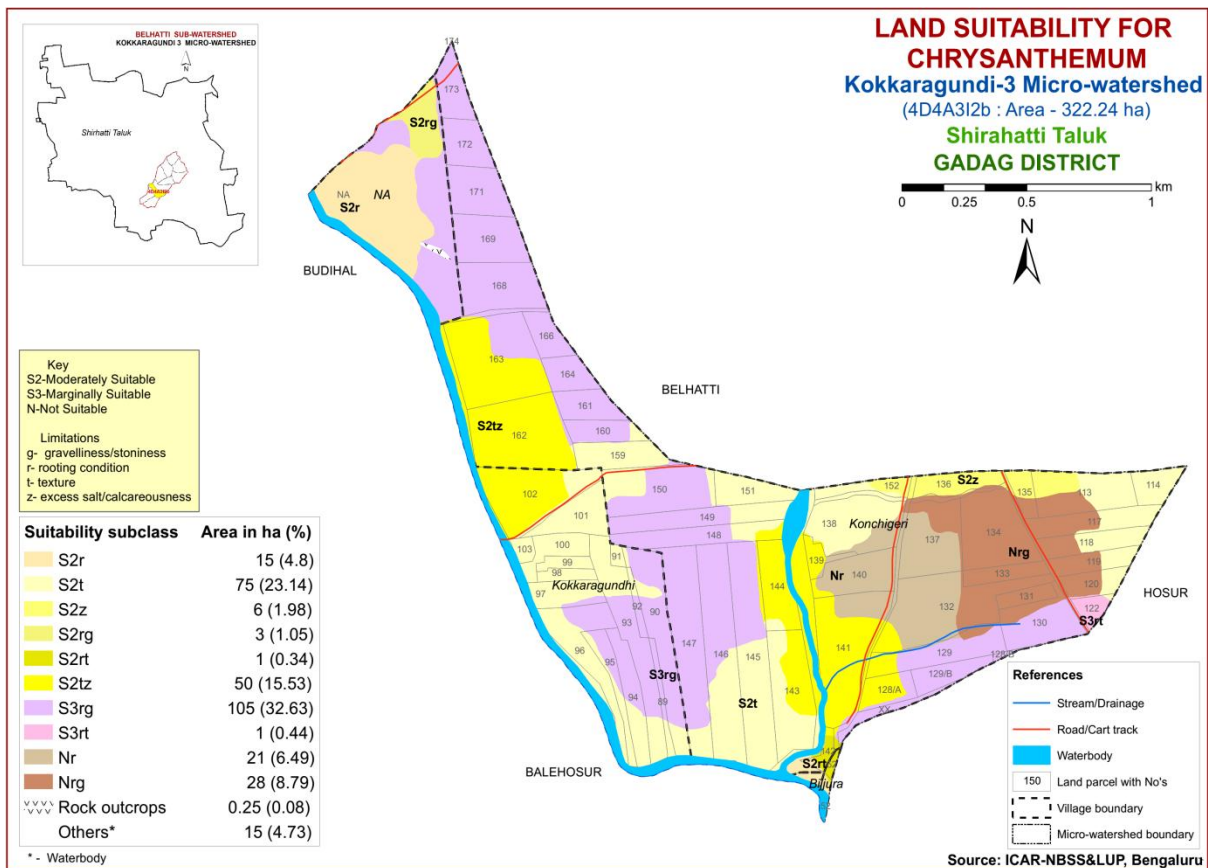 BELHATTI SUB-WATERSHED
KOKKARAGUNDI 3 MICRO-WATERSHED
N
Shirhatti Taluk
LAND SUITABILITY FOR
CHRYSANTHEMUM
Kokkaragundi-3 Micro-watershed
(4D4A3I2b : Area - 322.24 ha)
Shirahatti Taluk
GADAG DISTRICT
km
0 0.25 0.5 1
N
174
173
S2rg
172
NA NA
S2r
171
169
168
BUDIHAL
166
163
164
161
BELHATTI
S2tz
162
160
159
102
150
151
152
136
S2z
135
113
114
101
149
138
Konchigeri
134
117
148
137
103
100
91
139
118
Nrg
99
98
144
Nr
140
133
119
Kokkaragundhi
97
120
131
HOSUR
92
90
132
122
93
130
S3rt
147
146
145
141
96
95
129
128/B
S3rg
129/B
94
89
S2t
143
128/A
XX
142
S2rt
BALEHOSUR
Bijjura
Key
S2-Moderately Suitable
S3-Marginally Suitable
N-Not Suitable
Limitations
g- gravelliness/stoniness
r- rooting condition
t- texture
z- excess salt/calcareousness
Suitability subclass Area in ha (%)
S2r 15 (4.8)
S2t 75 (23.14)
S2z 6 (1.98)
S2rg 3 (1.05)
S2rt 1 (0.34)
S2tz 50 (15.53)
S3rg 105 (32.63)
S3rt 1 (0.44)
Nr 21 (6.49)
Nrg 28 (8.79)
Rock outcrops 0.25 (0.08)
Others* 15 (4.73)
* - Waterbody
References
Stream/Drainage
Road/Cart track
Waterbody
150 Land parcel with No's
Village boundary
Micro-watershed boundary
Source: ICAR-NBSS&LUP, Bengaluru